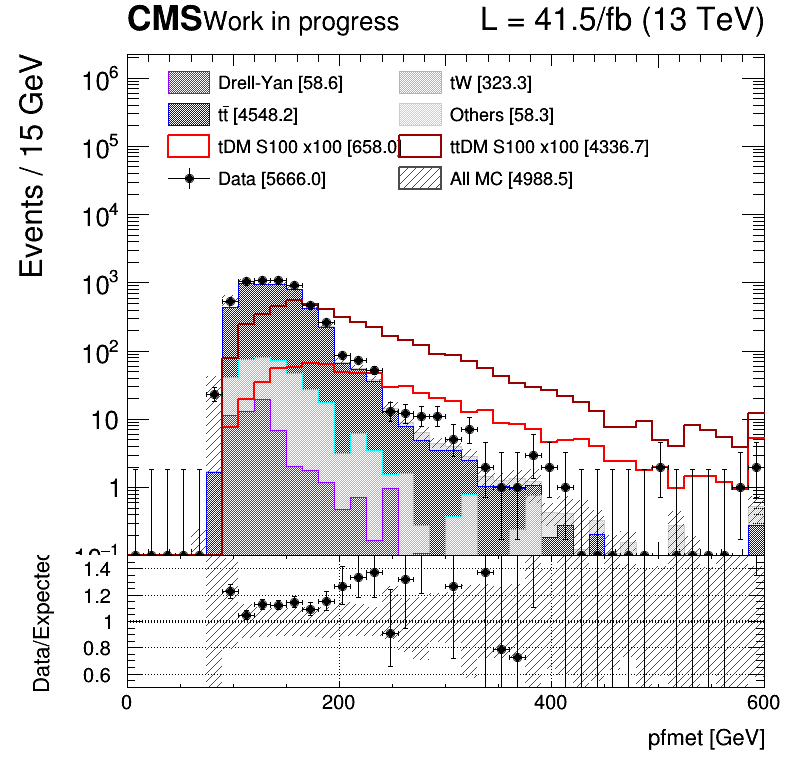 CMS Work in progress L = 41.5/fb (13 TeV)
Events / 15 GeV
10⁶
10⁵
10⁴
10³
10²
10
1
10⁻¹
Drell-Yan [58.6] tW [323.3]
tt̄ [4548.2] Others [58.3]
tDM S100 x100 [658.0] ttDM S100 x100 [4336.7]
Data [5666.0] All MC [4988.5]
Data/Expected
1.4
1.2
1
0.8
0.6
0 200 400 600
pfmet [GeV]